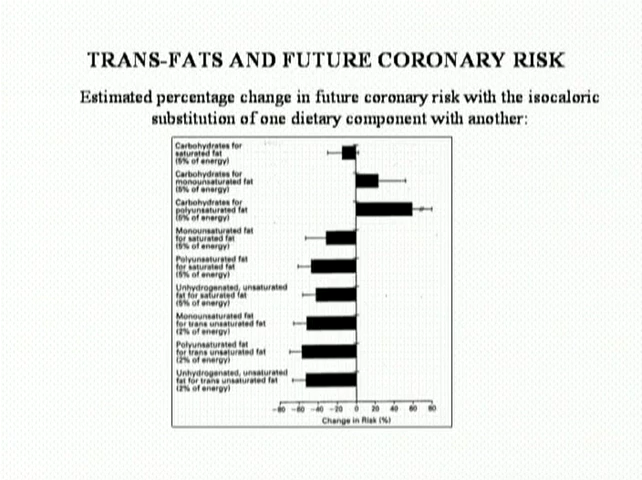 TRANS-FATS AND FUTURE CORONARY RISK
Estimated percentage change in future coronary risk with the isocaloric
substitution of one dietary component with another:
Carbohydrates for
saturated fat
(5% of energy)
Carbohydrates for
monounsaturated fat
(5% of energy)
Carbohydrates for
polyunsaturated fat
(5% of energy)
Monounsaturated fat
for saturated fat
(5% of energy)
Polyunsaturated fat
for saturated fat
(5% of energy)
Unhydrogenated, unsaturated
fat for saturated fat
(5% of energy)
Monounsaturated fat
for trans unsaturated fat
(2% of energy)
Polyunsaturated fat
for trans unsaturated fat
(2% of energy)
Unhydrogenated, unsaturated
fat for trans unsaturated fat
(2% of energy)
-80 -60 -40 -20 0 20 40 60 80
Change in Risk (%)